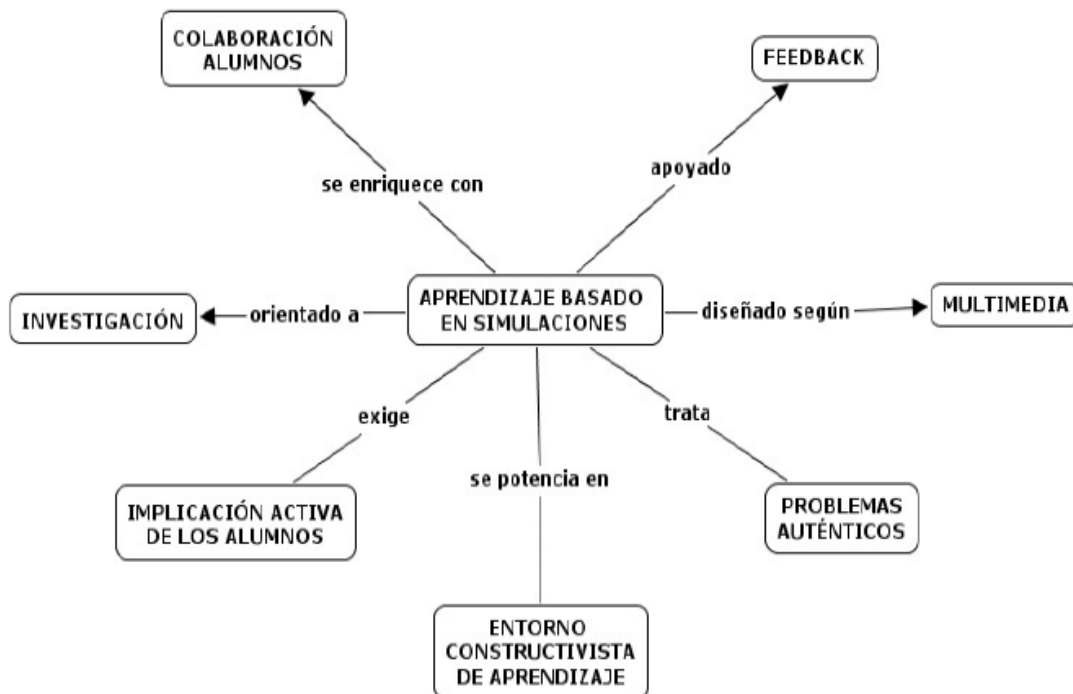 COLABORACIÓN
ALUMNOS
FEEDBACK
se enriquece con
apoyado
INVESTIGACIÓN
orientado a
APRENDIZAJE BASADO
EN SIMULACIONES
diseñado según
MULTIMEDIA
exige
trata
se potencia en
IMPLICACIÓN ACTIVA
DE LOS ALUMNOS
PROBLEMAS
AUTÉNTICOS
ENTORNO
CONSTRUCTIVISTA
DE APRENDIZAJE